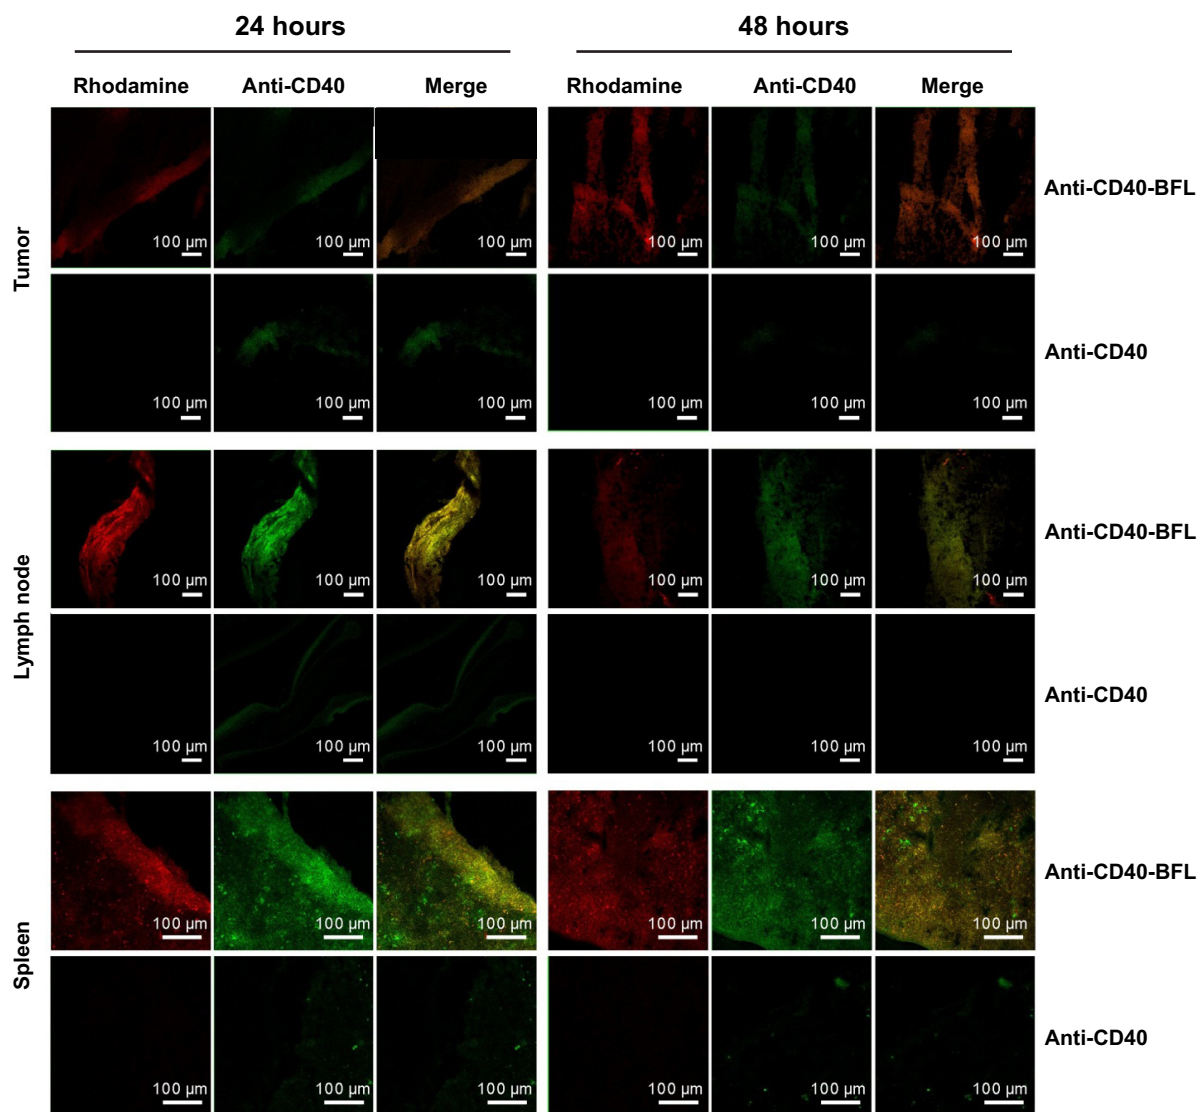 24 hours 48 hours
Rhodamine Anti-CD40 Merge Rhodamine Anti-CD40 Merge
Tumor
100 µm 100 µm 100 µm 100 µm 100 µm 100 µm Anti-CD40-BFL
100 µm 100 µm 100 µm 100 µm 100 µm 100 µm Anti-CD40
Lymph node
100 µm 100 µm 100 µm 100 µm 100 µm 100 µm Anti-CD40-BFL
100 µm 100 µm 100 µm 100 µm 100 µm 100 µm Anti-CD40
Spleen
100 µm 100 µm 100 µm 100 µm 100 µm 100 µm Anti-CD40-BFL
100 µm 100 µm 100 µm 100 µm 100 µm 100 µm Anti-CD40